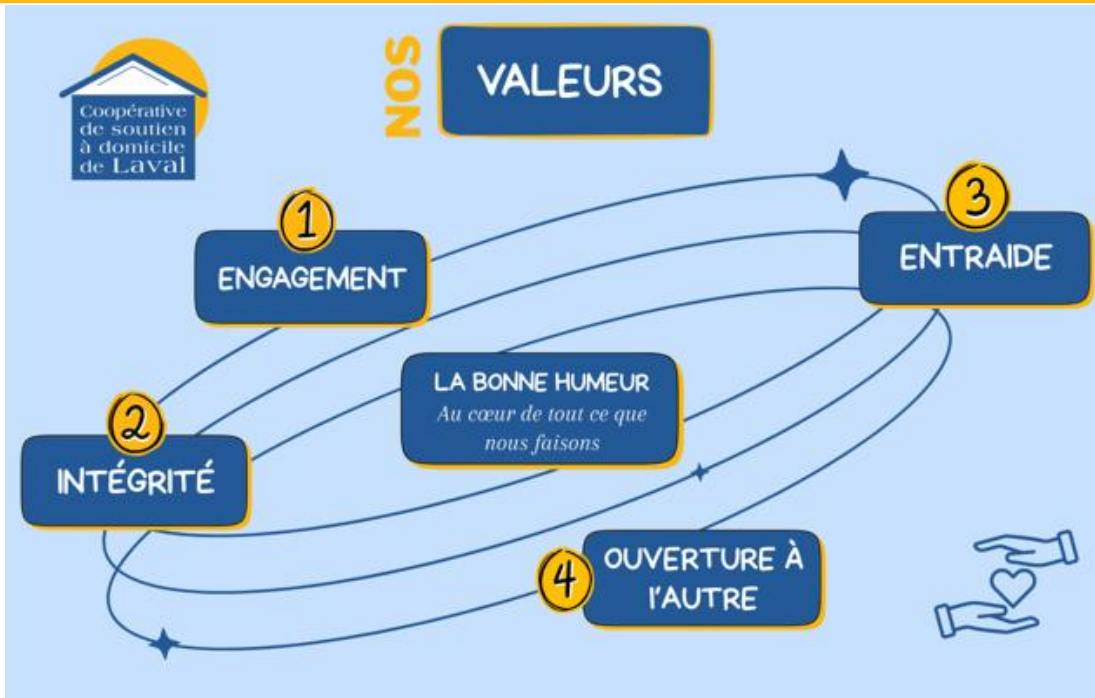 Coopérative
de soutien
à domicile
de Laval
NOS
VALEURS
1
ENGAGEMENT
2
INTÉGRITÉ
3
ENTRAIDE
LA BONNE HUMEUR
Au cœur de tout ce que
nous faisons
4
OUVERTURE À
l'AUTRE